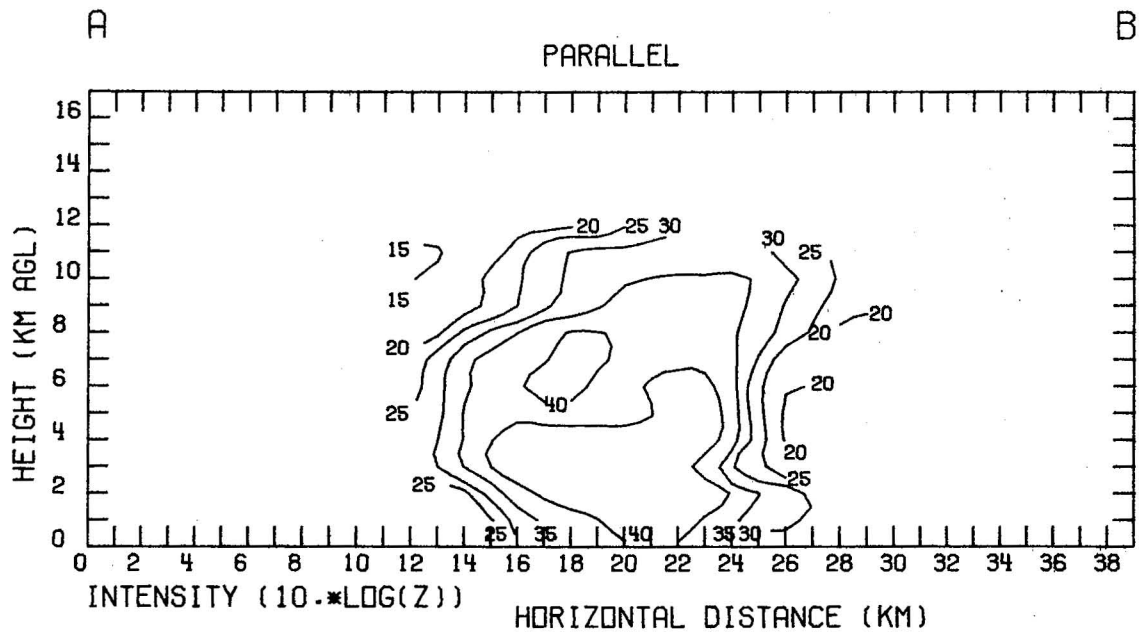 A B
PARALLEL
16
14
12
10
8
6
4
2
0
HEIGHT (KM AGL)
20 25 30
15
30
25
15
20
20
20
25
40
20
20
25
25
25 35 40 35 30
0 2 4 6 8 10 12 14 16 18 20 22 24 26 28 30 32 34 36 38
INTENSITY (10.*LOG(Z))
HORIZONTAL DISTANCE (KM)